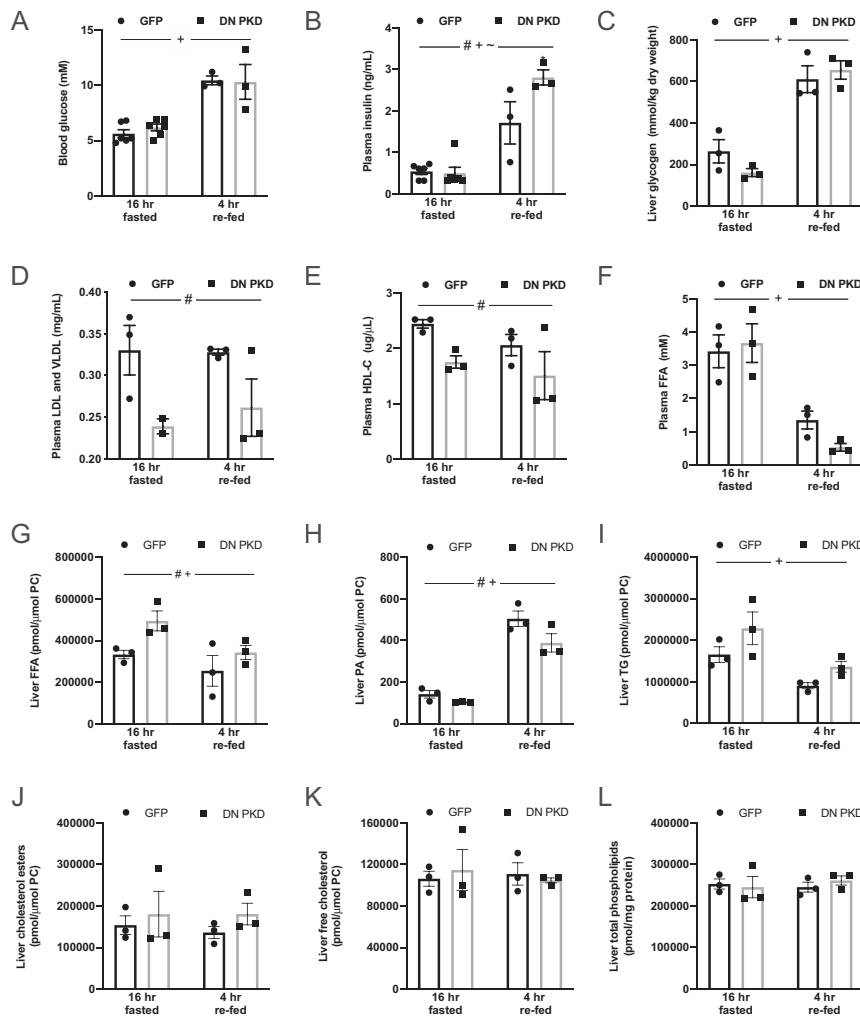 A
GFP DN PKD
+
Blood glucose (mM)
15
10
5
0
16 hr fasted
4 hr re-fed
B
GFP DN PKD
# + ~
Plasma insulin (ng/mL)
4
3
2
1
0
16 hr fasted
4 hr re-fed
C
GFP DN PKD
+
Liver glycogen (mmol/kg dry weight)
800
600
400
200
0
16 hr fasted
4 hr re-fed
D
GFP DN PKD
#
Plasma LDL and VLDL (mg/mL)
0.40
0.35
0.30
0.25
0.20
16 hr fasted
4 hr re-fed
E
GFP DN PKD
#
Plasma HDL-C (ug/μL)
3
2
1
0
16 hr fasted
4 hr re-fed
F
GFP DN PKD
+
Plasma FFA (mM)
5
4
3
2
1
0
16 hr fasted
4 hr re-fed
G
GFP DN PKD
# +
Liver FFA (pmol/μmol PC)
800000
600000
400000
200000
0
16 hr fasted
4 hr re-fed
H
GFP DN PKD
# +
Liver PA (pmol/μmol PC)
800
600
400
200
0
16 hr fasted
4 hr re-fed
I
GFP DN PKD
+
Liver TG (pmol/μmol PC)
4000000
3000000
2000000
1000000
0
16 hr fasted
4 hr re-fed
J
GFP DN PKD
Liver cholesterol esters
(pmol/μmol PC)
400000
300000
200000
100000
0
16 hr fasted
4 hr re-fed
K
GFP DN PKD
Liver free cholesterol
(pmol/μmol PC)
160000
120000
80000
40000
0
16 hr fasted
4 hr re-fed
L
GFP DN PKD
Liver total phospholipids
(pmol/mg protein)
400000
300000
200000
100000
0
16 hr fasted
4 hr re-fed